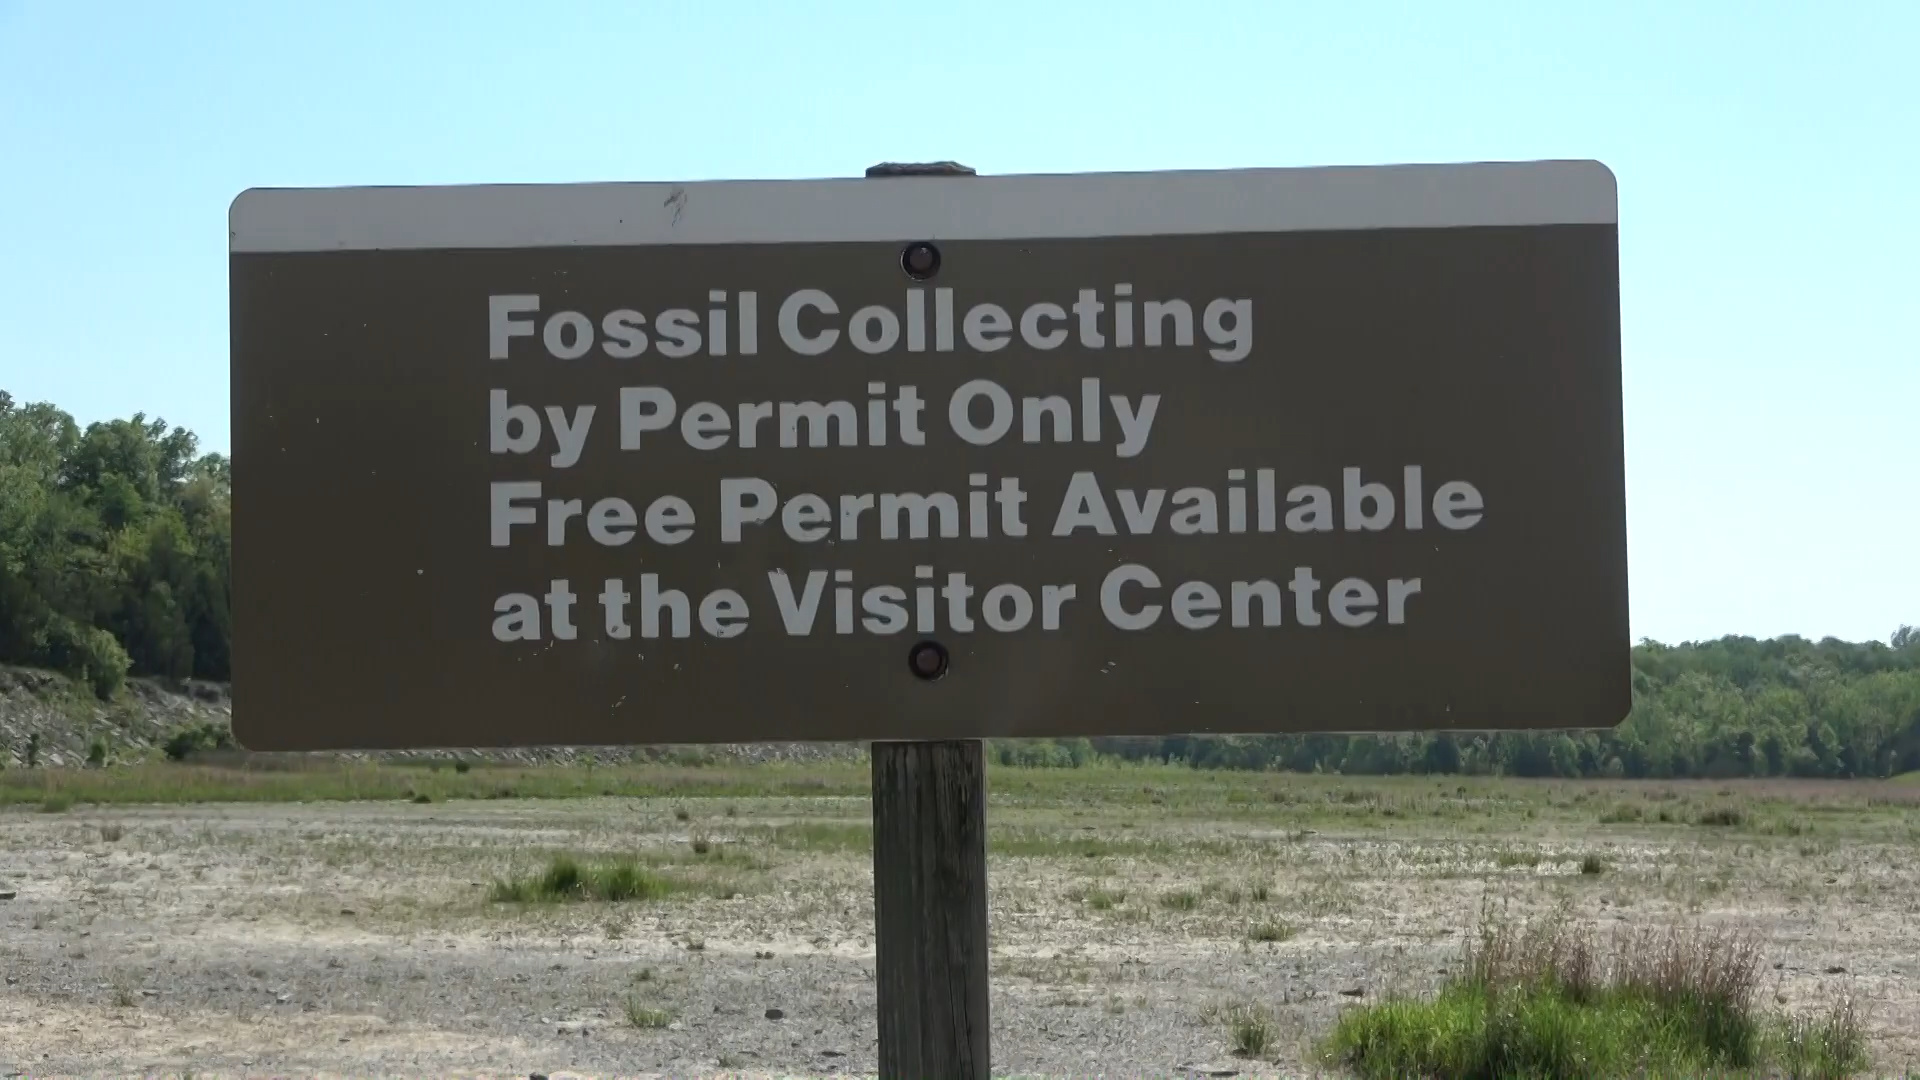 Fossil Collecting
by Permit Only
Free Permit Available
at the Visitor Center